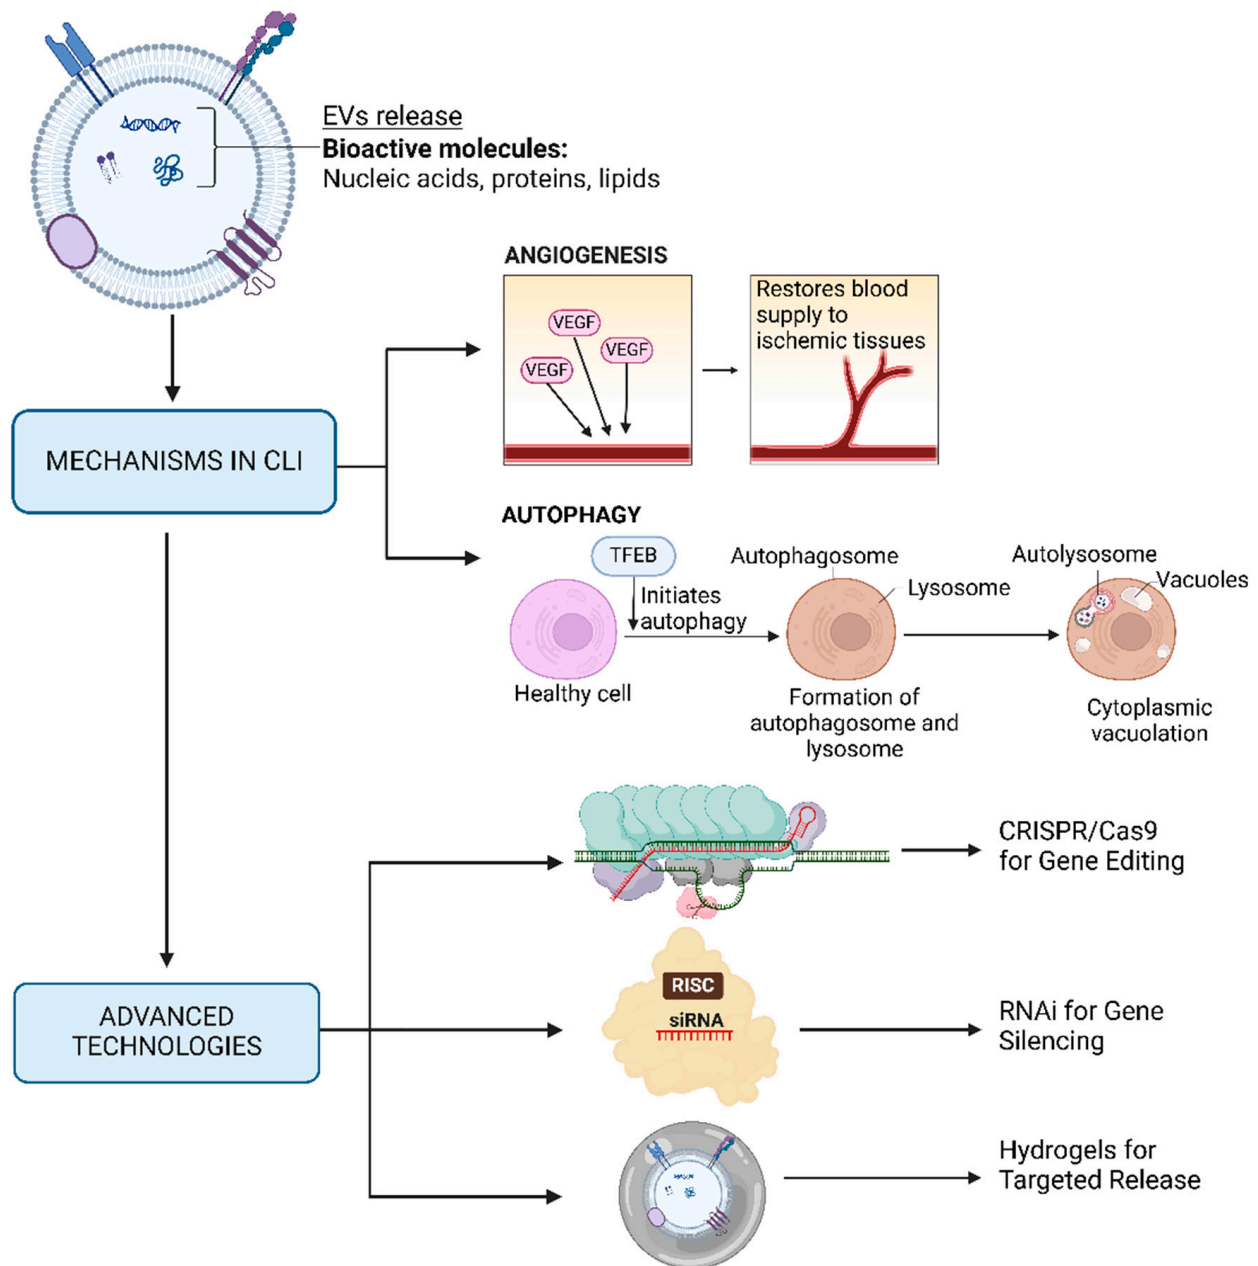 EVs release
Bioactive molecules:
Nucleic acids, proteins, lipids
MECHANISMS IN CLI
ANGIOGENESIS
VEGF
VEGF
VEGF
Restores blood
supply to
ischemic tissues
AUTOPHAGY
TFEB
Initiates
autophagy
Healthy cell
Autophagosome
Lysosome
Formation of
autophagosome and
lysosome
Autolysosome
Vacuoles
Cytoplasmic
vacuolation
ADVANCED
TECHNOLOGIES
CRISPR/Cas9
for Gene Editing
RISC
siRNA
RNAi for Gene
Silencing
Hydrogels for
Targeted Release